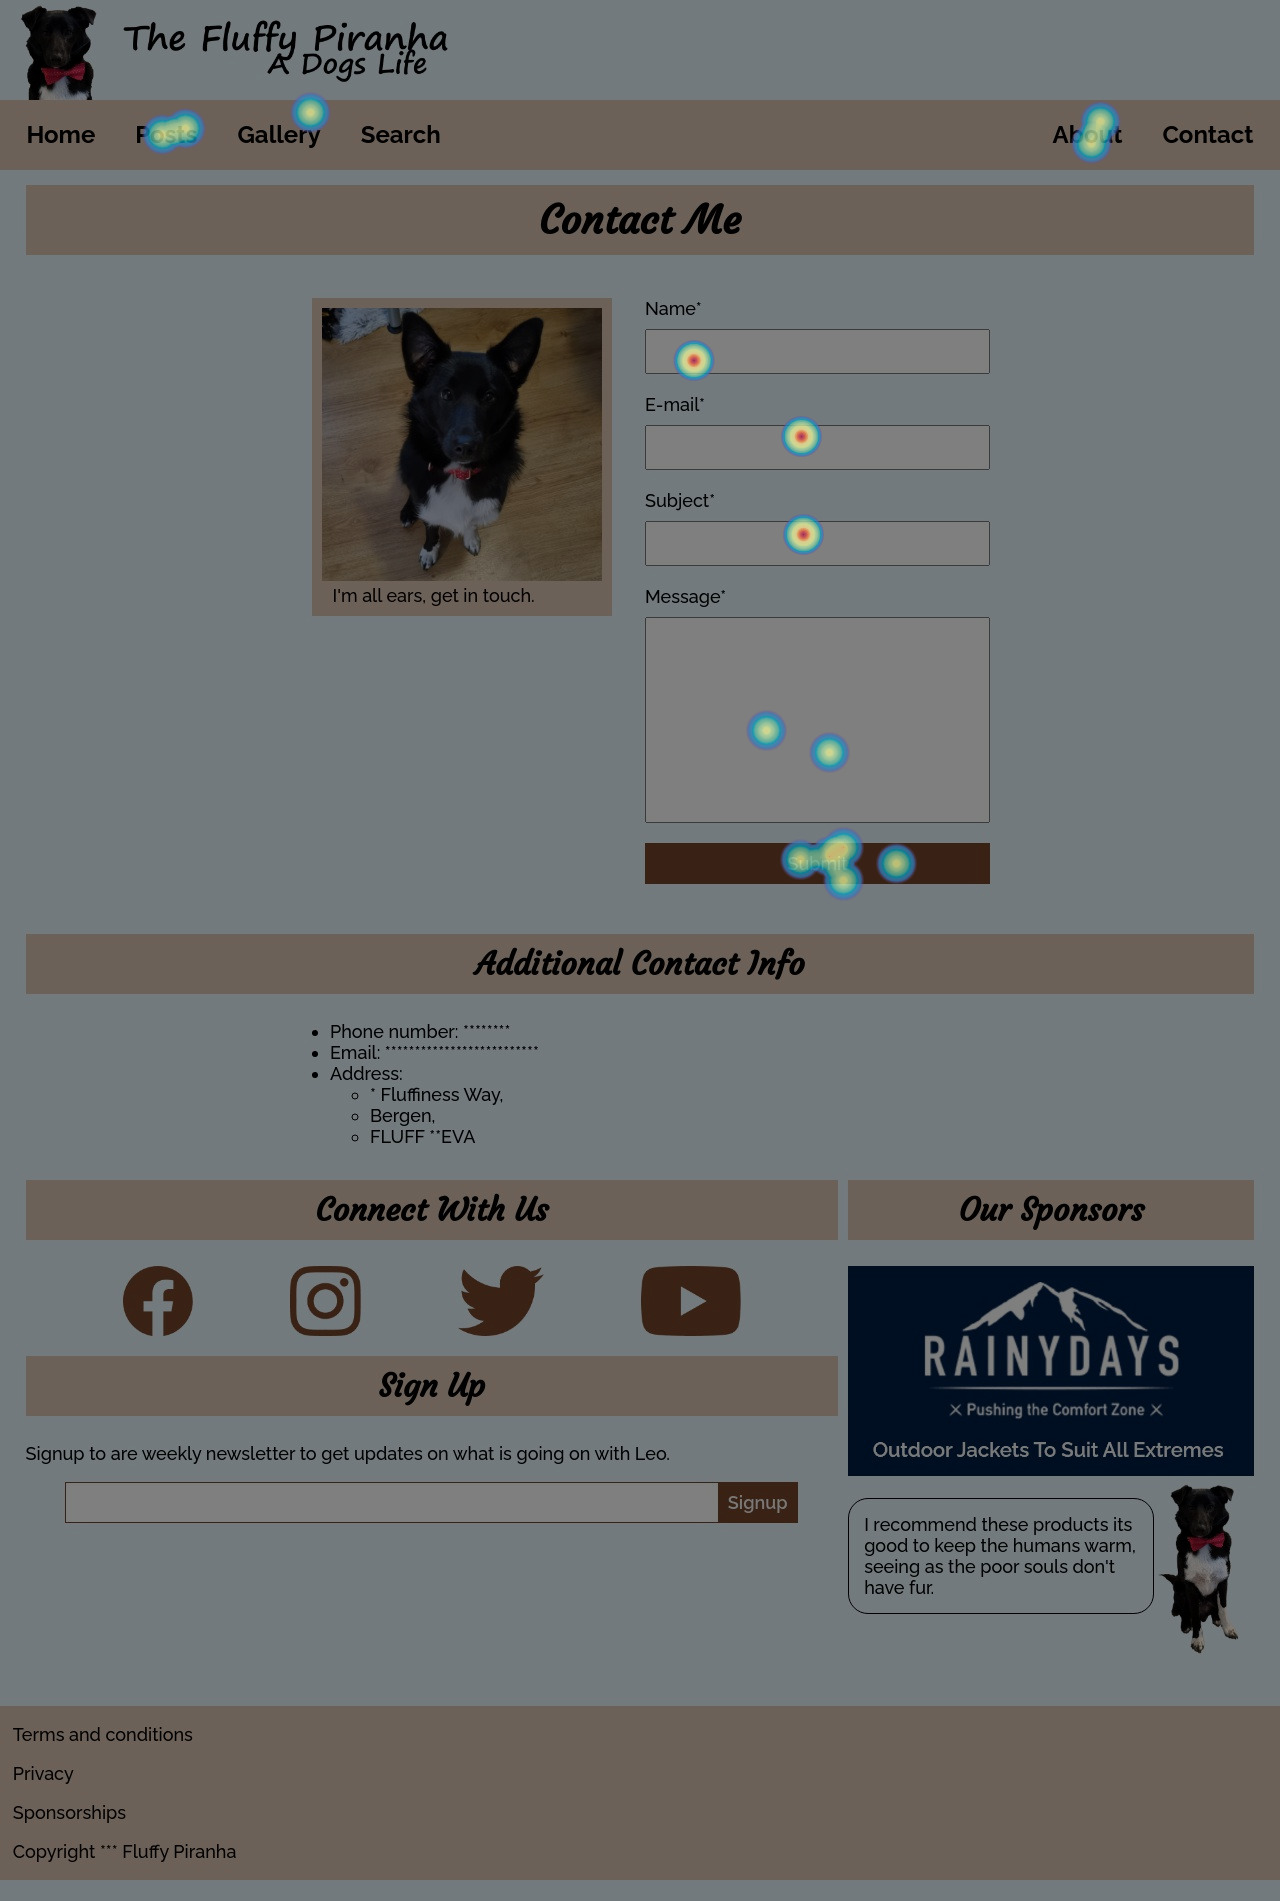 The Fluffy Piranha
A Dogs Life
Home Posts Gallery Search About Contact
Contact Me
Name*
E-mail*
Subject*
Message*
I'm all ears, get in touch.
Submit
Additional Contact Info
Phone number: ********
Email: **************************
Address:
* Fluffiness Way,
Bergen,
FLUFF **EVA
Connect With Us
Our Sponsors
RAINYDAYS
Pushing the Comfort Zone
Outdoor Jackets To Suit All Extremes
Sign Up
Signup to are weekly newsletter to get updates on what is going on with Leo.
Signup
I recommend these products its
good to keep the humans warm,
seeing as the poor souls don't
have fur.
Terms and conditions
Privacy
Sponsorships
Copyright *** Fluffy Piranha